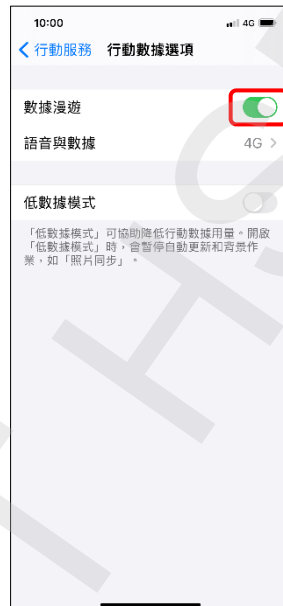 10:00 4G
行動服務 行動數據選項
數據漫遊
語音與數據 4G
低數據模式
「低數據模式」可協助降低行動數據用量。開啟
「低數據模式」時，會暫停自動更新和背景作
業，如「照片同步」。